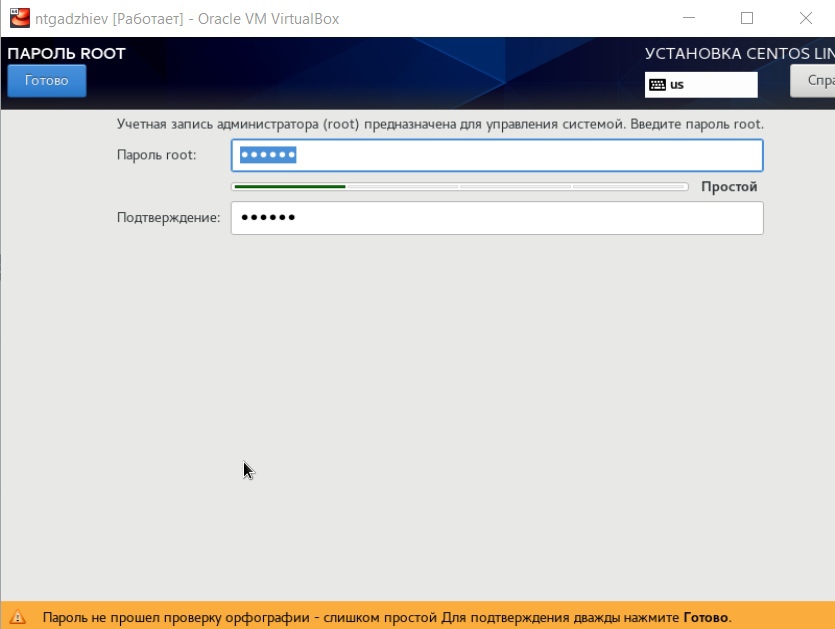 ntgadzhiev [Работает] - Oracle VM VirtualBox
ПАРОЛЬ ROOT
УСТАНОВКА CENTOS LIN
Готово
us
Спра
Учетная запись администратора (root) предназначена для управления системой. Введите пароль root.
Пароль root: ••••••
Простой
Подтверждение: ••••••
Пароль не прошел проверку орфографии - слишком простой Для подтверждения дважды нажмите Готово.